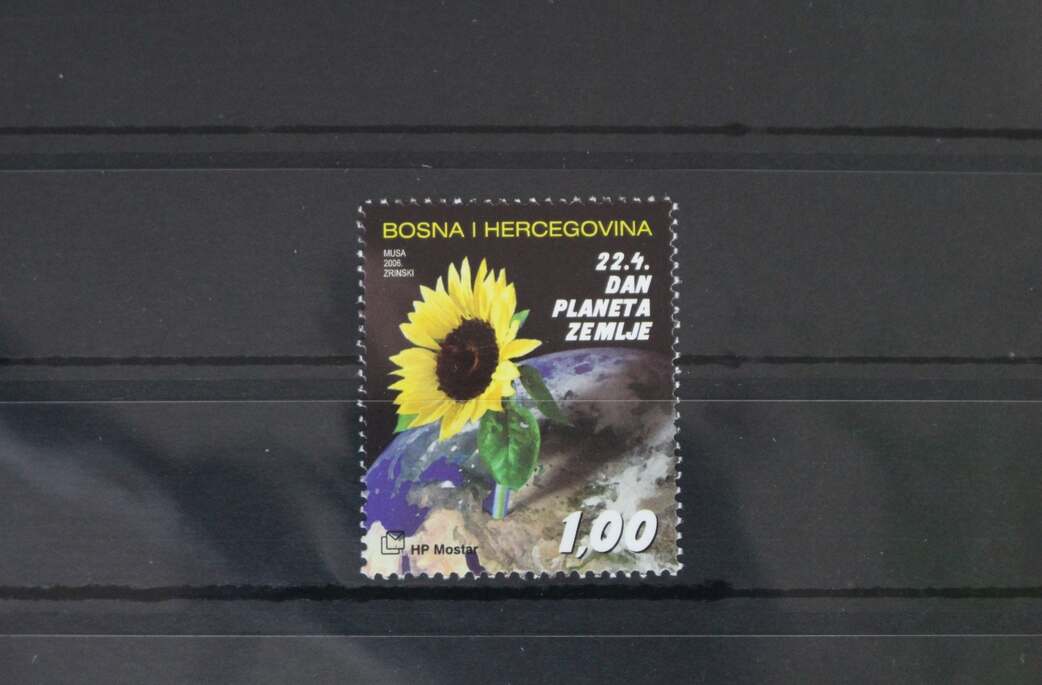 BOSNA I HERCEGOVINA
MUSA
2006.
ZRINSKI
22.4.
DAN
PLANETA
ZEMLJE
1,00
HP Mostar